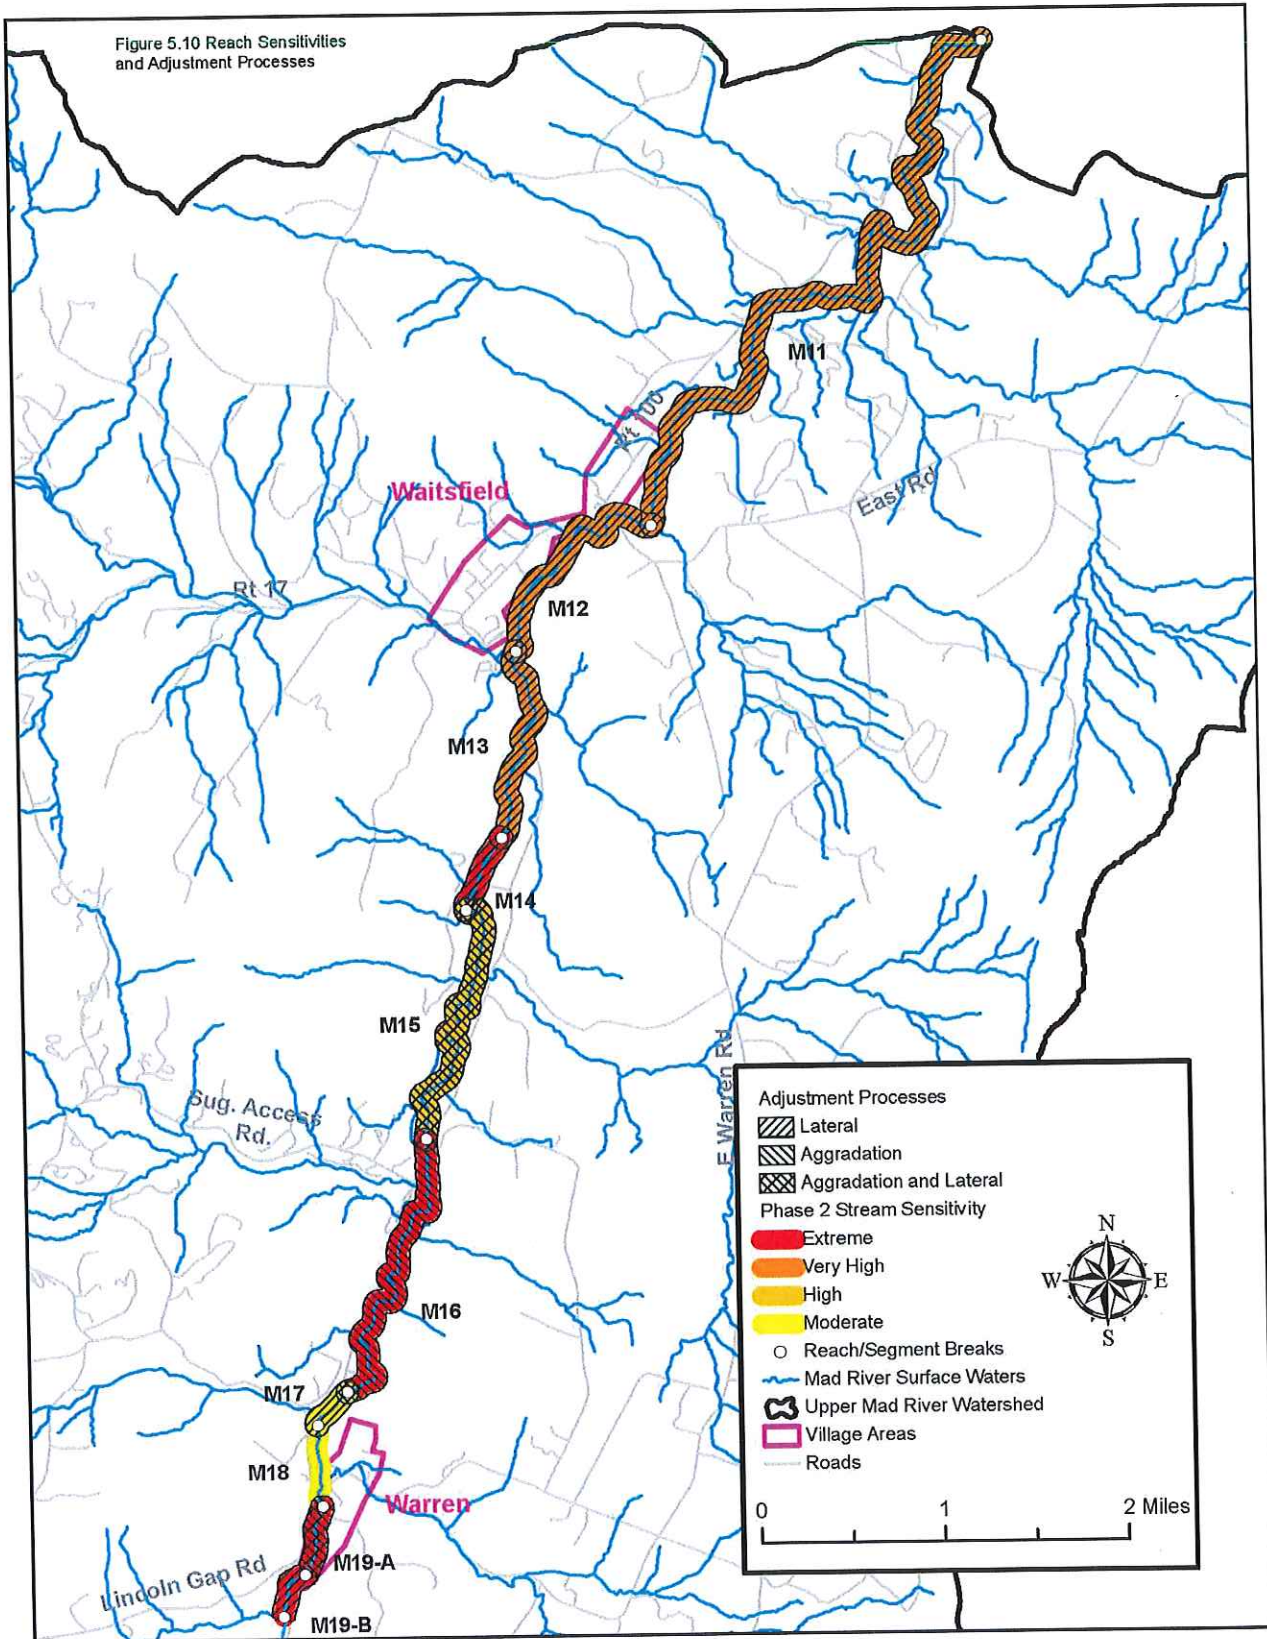 Figure 5.10 Reach Sensitivities
and Adjustment Processes
M11
Rt 100
Waitsfield
East Rd
Rt 17
M12
M13
M14
M15
E Warren Rd
Sug. Access
Rd.
M16
M17
M18
Warren
M19-A
Lincoln Gap Rd
M19-B
Adjustment Processes
Lateral
Aggradation
Aggradation and Lateral
Phase 2 Stream Sensitivity
Extreme
Very High
High
Moderate
Reach/Segment Breaks
Mad River Surface Waters
Upper Mad River Watershed
Village Areas
Roads
N
W E
S
0 1 2 Miles